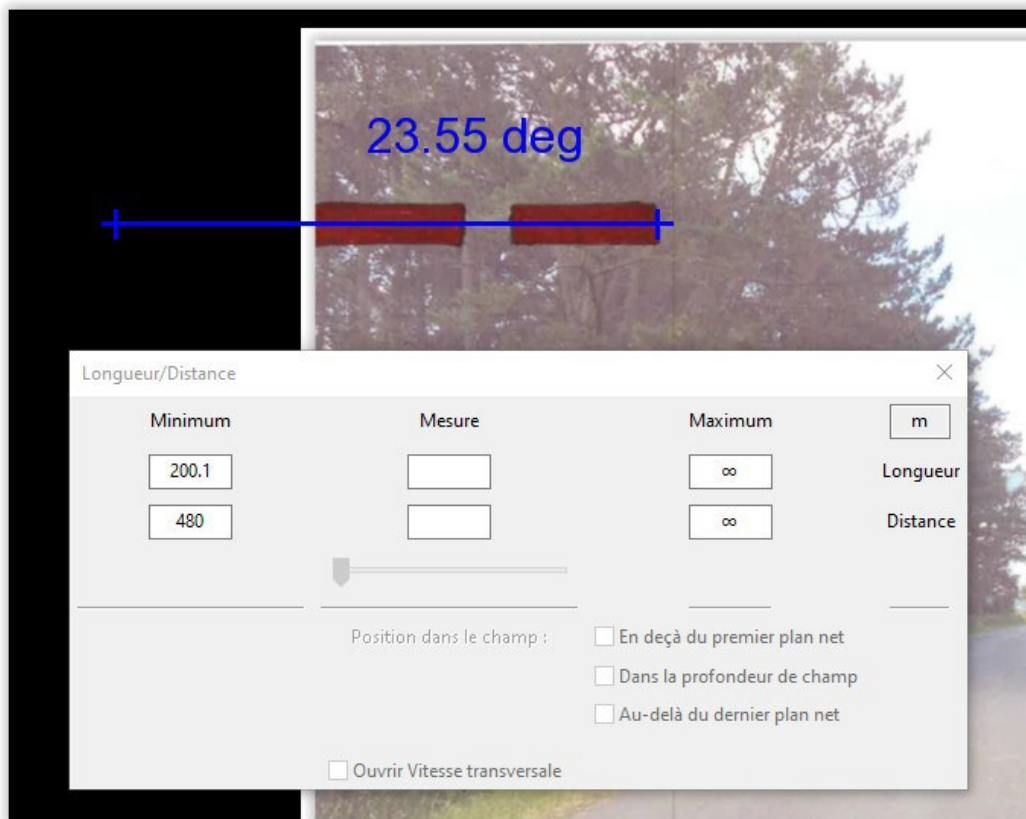 23.55 deg
Longueur/Distance
Minimum Mesure Maximum m
200.1 ∞ Longueur
480 ∞ Distance
Position dans le champ : En deçà du premier plan net
Dans la profondeur de champ
Au-delà du dernier plan net
Ouvrir Vitesse transversale